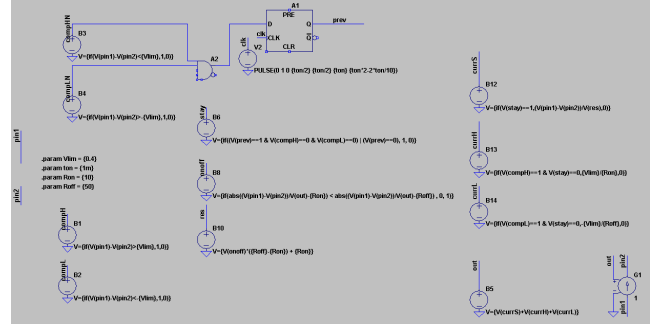 A1
compHN
PRE
B3
D
Q
prev
clk
CLK
Q
V={if(V(pin1)-V(pin2)<{Vlim},1,0)}
A2
clk
V2
CLR
compLN
PULSE(0 1 0 {ton/2} {ton/2} {ton} {ton*2-2*ton/10})
currS
B12
B4
V={if(V(pin1)-V(pin2)>-{Vlim},1,0)}
stay
B6
V={if(V(stay)==1,(V(pin1)-V(pin2))/V(res),0)}
pin1
V={if((V(prev)==1 & V(compH)==0 & V(compL)==0) | (V(prev)==0), 1, 0)}
currH
B13
.param Vlim = {0.4}
.param ton = {1m}
.param Ron = {10}
.param Roff = {50}
onoff
B8
V={if(V(compH)==1 & V(stay)==0,{Vlim}/{Ron},0)}
pin2
V={if(abs((V(pin1)-V(pin2))/V(out)-{Ron}) < abs((V(pin1)-V(pin2))/V(out)-{Roff}) , 0, 1)}
currL
B14
compH
B1
res
B10
V={if(V(compL)==1 & V(stay)==0,-{Vlim}/{Roff},0)}
V={if(V(pin1)-V(pin2)>{Vlim},1,0)}
V={V(onoff)*({Roff}-{Ron}) + {Ron}}
compL
B2
out
B5
out
pin2
G1
V={if(V(pin1)-V(pin2)<-{Vlim},1,0)}
V={V(currS)+V(currH)+V(currL)}
pin1
1